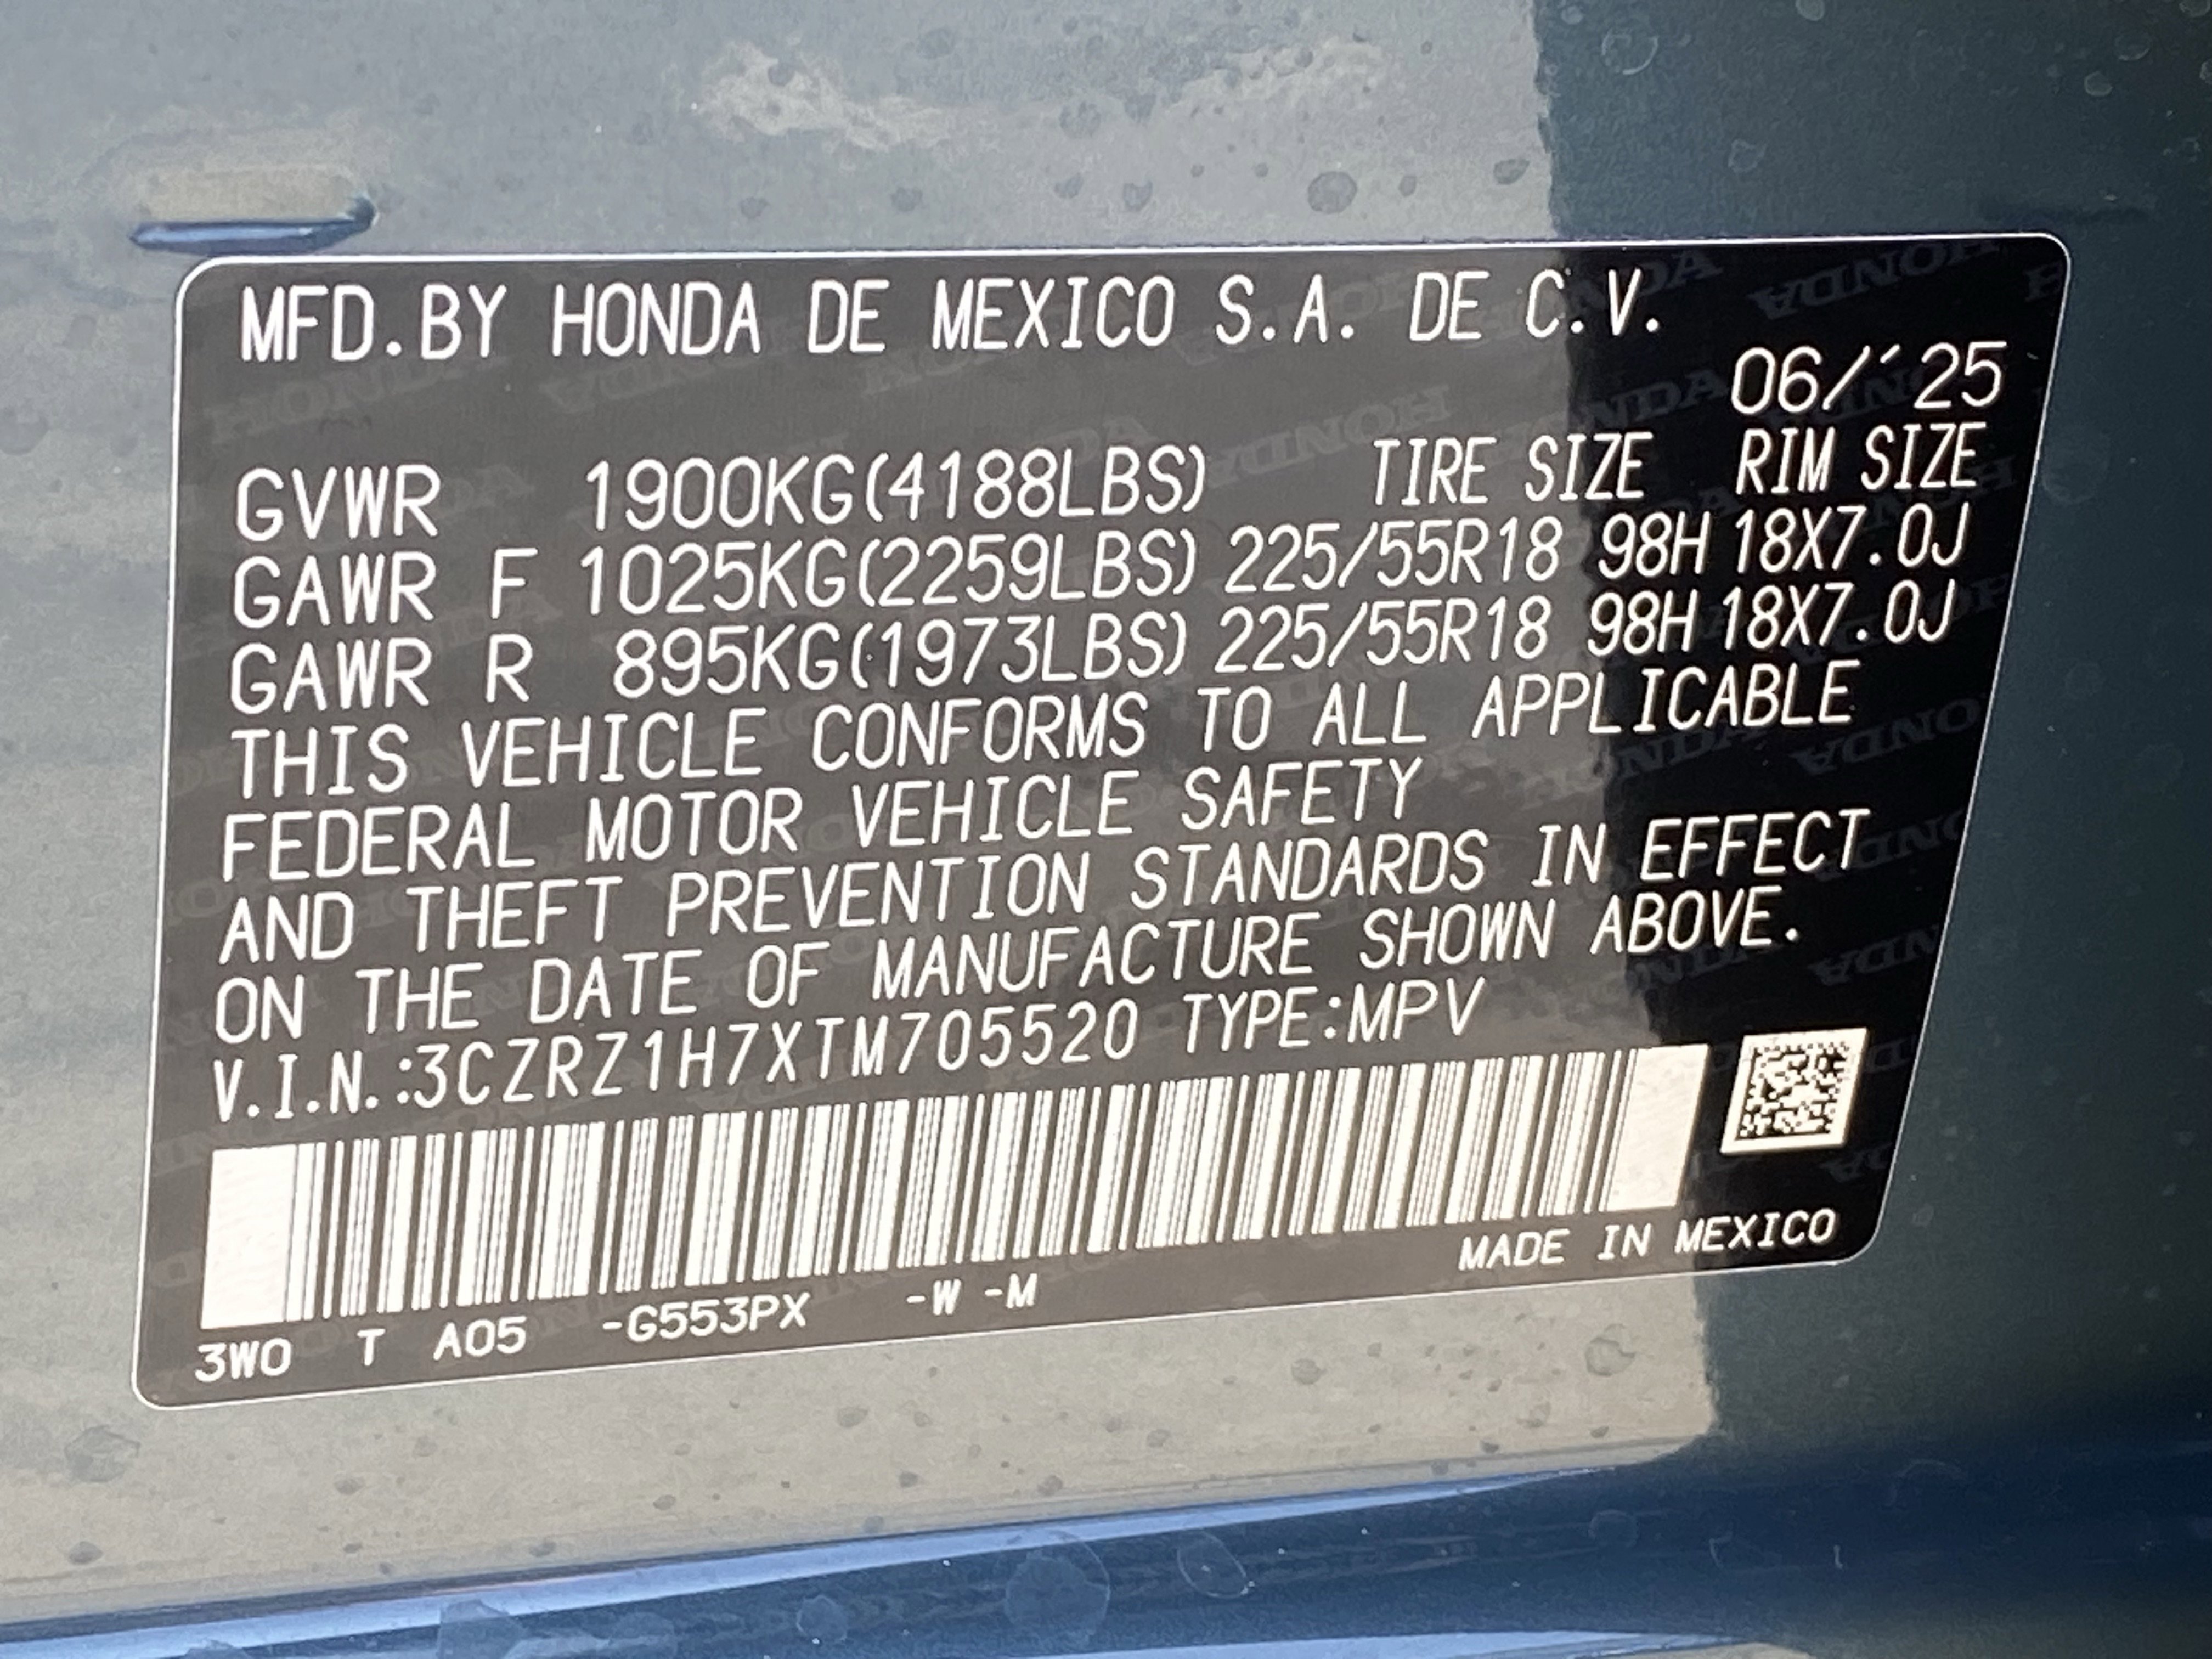 MFD.BY HONDA DE MEXICO S.A. DE C.V.
06/´25
GVWR 1900KG(4188LBS) TIRE SIZE RIM SIZE
GAWR F 1025KG(2259LBS) 225/55R18 98H 18X7.0J
GAWR R 895KG(1973LBS) 225/55R18 98H 18X7.0J
THIS VEHICLE CONFORMS TO ALL APPLICABLE
FEDERAL MOTOR VEHICLE SAFETY
AND THEFT PREVENTION STANDARDS IN EFFECT
ON THE DATE OF MANUFACTURE SHOWN ABOVE.
V.I.N.:3CZRZ1H7XTM705520 TYPE:MPV
MADE IN MEXICO
3W0 T A05 -G553PX -W -M